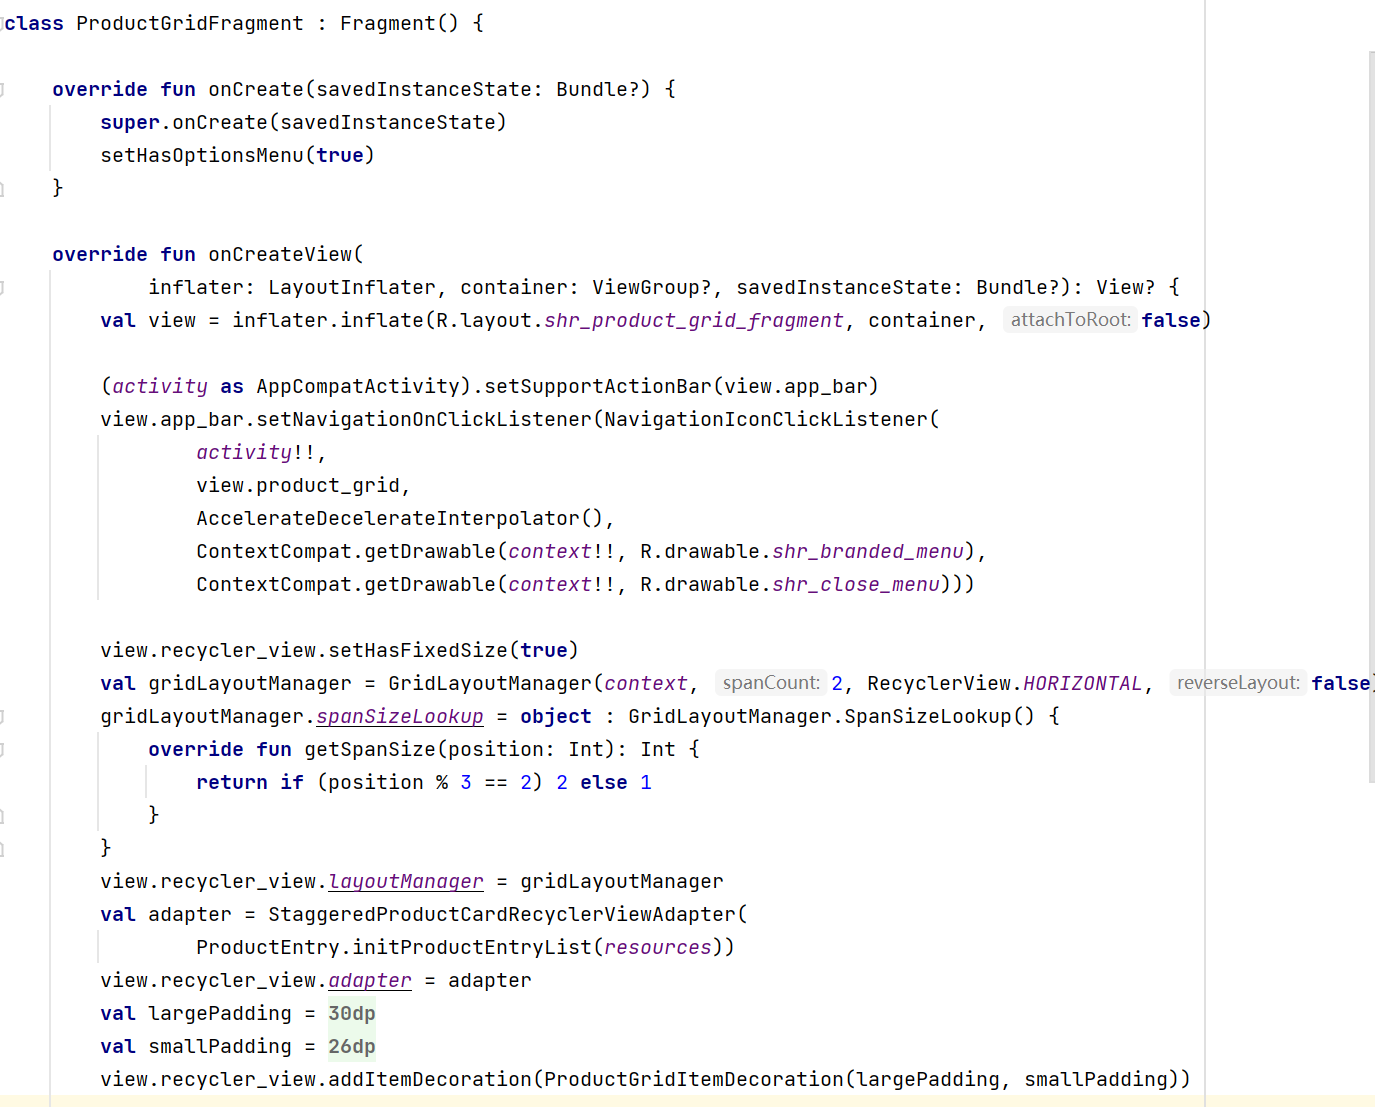 class ProductGridFragment : Fragment() {
override fun onCreate(savedInstanceState: Bundle?) {
super.onCreate(savedInstanceState)
setHasOptionsMenu(true)
}
override fun onCreateView(
inflater: LayoutInflater, container: ViewGroup?, savedInstanceState: Bundle?): View? {
val view = inflater.inflate(R.layout.shr_product_grid_fragment, container, attachToRoot: false)
(activity as AppCompatActivity).setSupportActionBar(view.app_bar)
view.app_bar.setNavigationOnClickListener(NavigationIconClickListener(
activity!!,
view.product_grid,
AccelerateDecelerateInterpolator(),
ContextCompat.getDrawable(context!!, R.drawable.shr_branded_menu),
ContextCompat.getDrawable(context!!, R.drawable.shr_close_menu)))
view.recycler_view.setHasFixedSize(true)
val gridLayoutManager = GridLayoutManager(context, spanCount: 2, RecyclerView.HORIZONTAL, reverseLayout: false)
gridLayoutManager.spanSizeLookup = object : GridLayoutManager.SpanSizeLookup() {
override fun getSpanSize(position: Int): Int {
return if (position % 3 == 2) 2 else 1
}
}
view.recycler_view.layoutManager = gridLayoutManager
val adapter = StaggeredProductCardRecyclerViewAdapter(
ProductEntry.initProductEntryList(resources))
view.recycler_view.adapter = adapter
val largePadding = 30dp
val smallPadding = 26dp
view.recycler_view.addItemDecoration(ProductGridItemDecoration(largePadding, smallPadding))